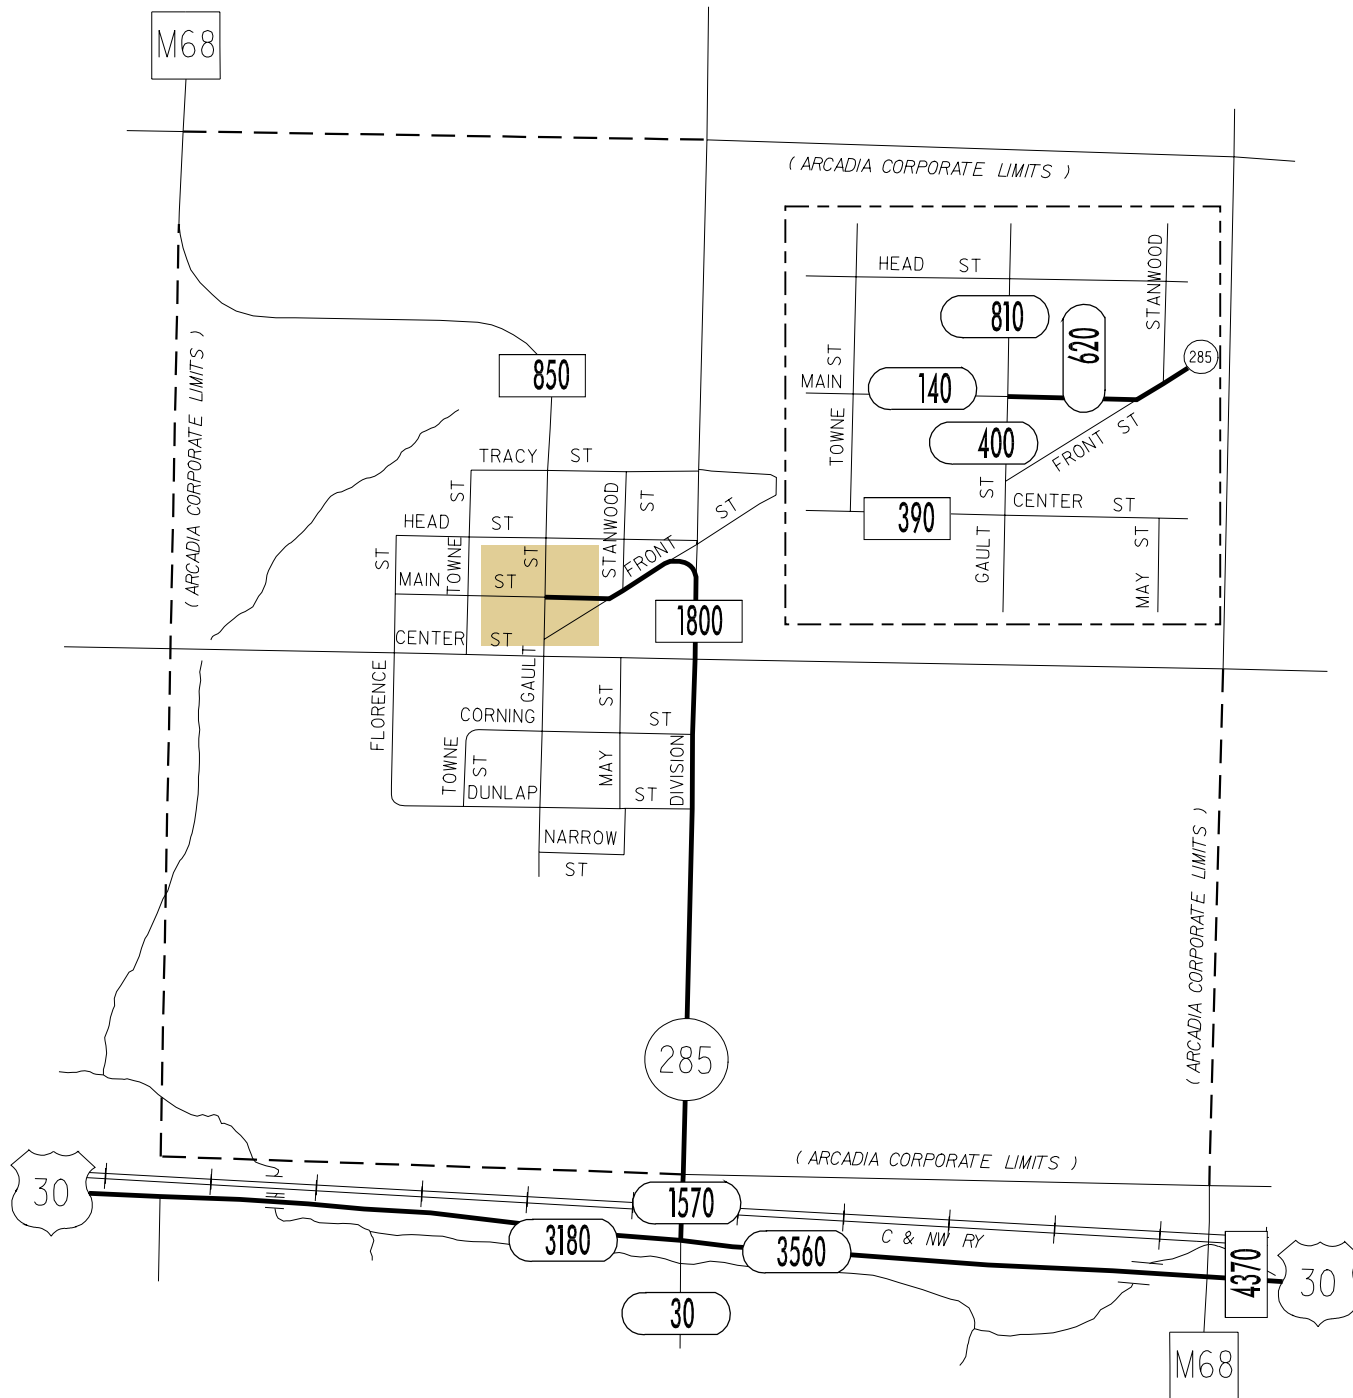 M68
( ARCADIA CORPORATE LIMITS )
HEAD ST
STANWOOD
810
620
285
ST
MAIN
140
TOWNE
400
FRONT ST
ST
CENTER ST
390
GAULT
MAY ST
( ARCADIA CORPORATE LIMITS )
850
TRACY ST
ST
STANWOOD
ST
ST
HEAD ST
ST
TOWNE
ST
FRONT
MAIN ST
1800
CENTER ST
FLORENCE
GAULT
ST
CORNING ST
TOWNE
ST
MAY
DIVISION
DUNLAP ST
NARROW
ST
( ARCADIA CORPORATE LIMITS )
285
( ARCADIA CORPORATE LIMITS )
30
1570
3180
3560
C & NW RY
4370
30
30
M68